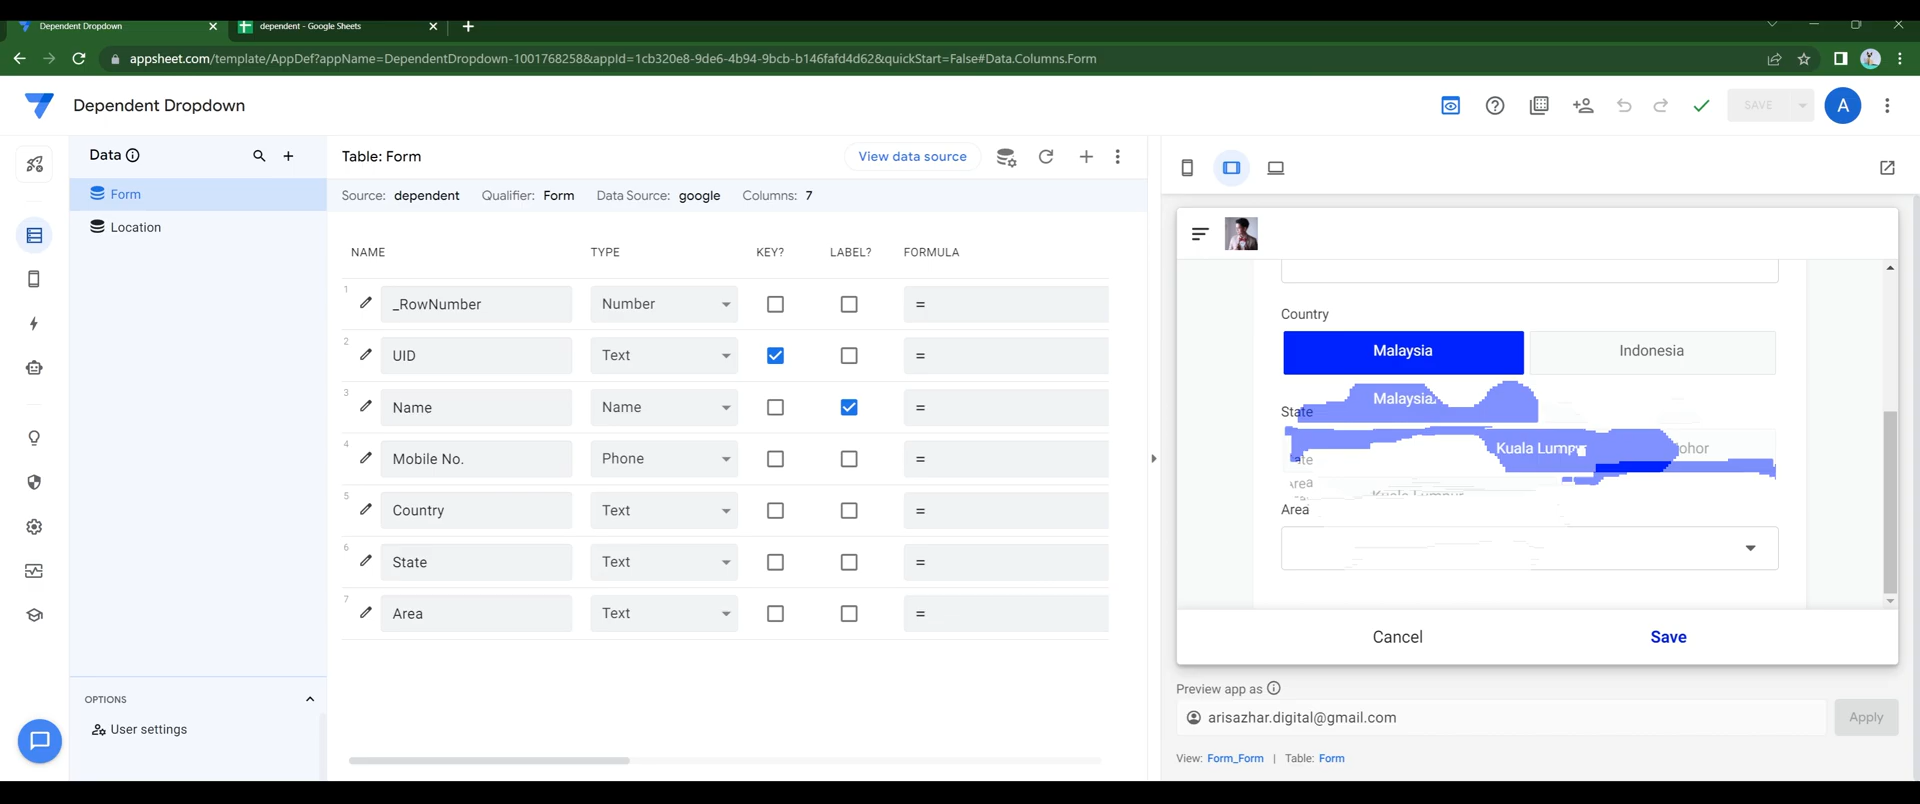 Dependent Dropdown
dependent - Google Sheets
appsheet.com/template/AppDef?appName=DependentDropdown-1001768258&appId=1cb320e8-9de6-4b94-9bcb-b146fafd4d62&quickStart=False#Data.Columns.Form
Dependent Dropdown
SAVE
A
Data
Form
Location
Table: Form
View data source
Source: dependent Qualifier: Form Data Source: google Columns: 7
NAME TYPE KEY? LABEL? FORMULA
1 _RowNumber Number =
2 UID Text =
3 Name Name =
4 Mobile No. Phone =
5 Country Text =
6 State Text =
7 Area Text =
OPTIONS
User settings
Country
Malaysia Indonesia
Malaysia
State
Kuala Lumpur
Area
Cancel Save
Preview app as
arisazhar.digital@gmail.com
Apply
View: Form_Form | Table: Form